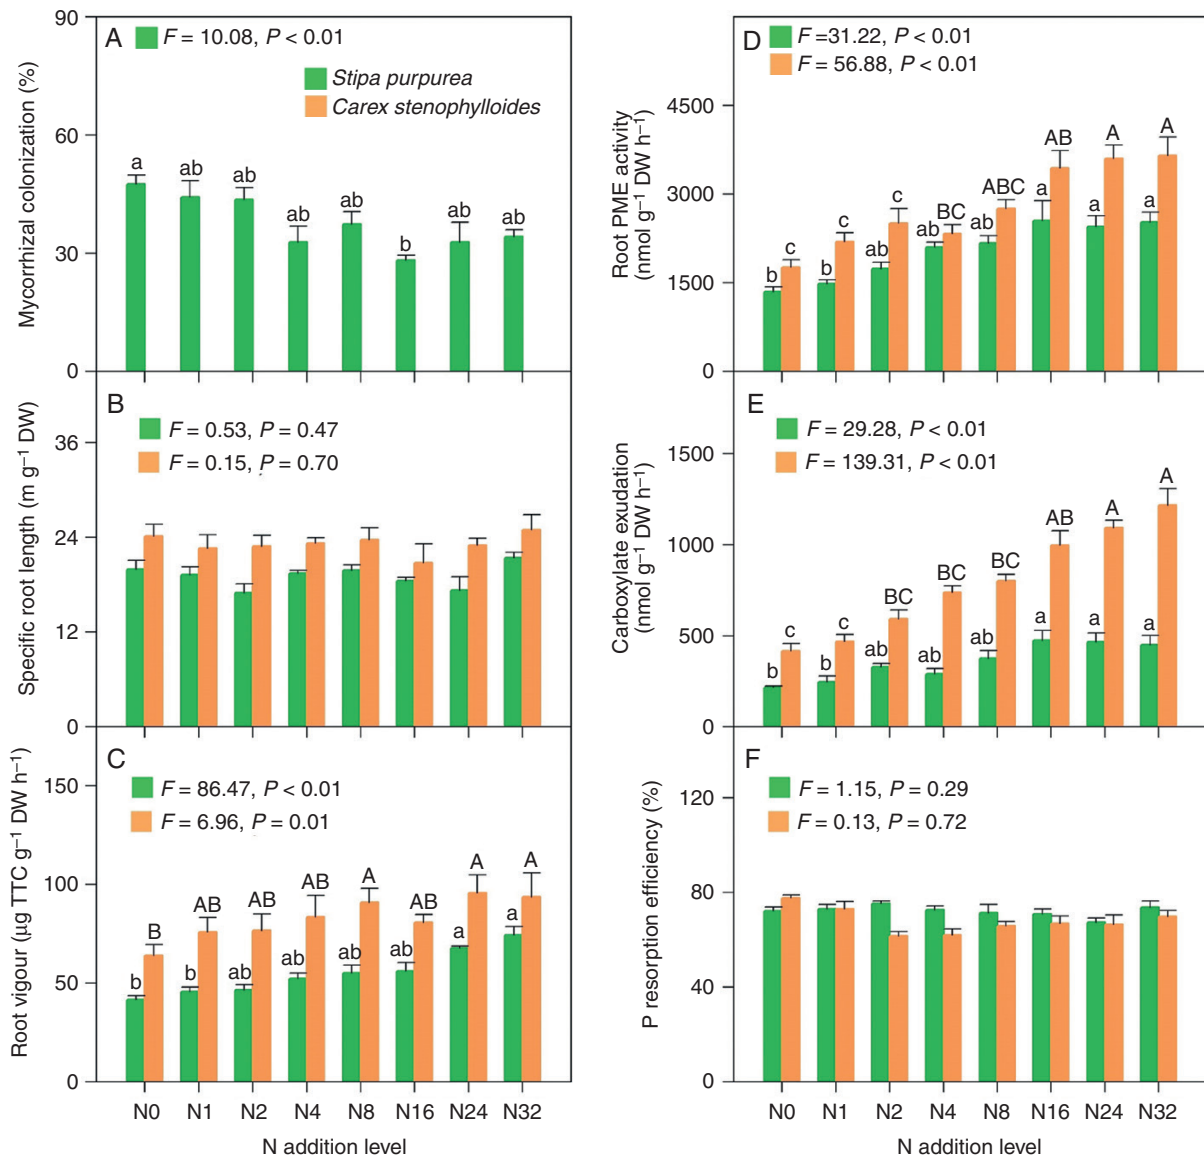 A
F = 10.08, P < 01
Stipa purpurea
Carex stenophylloides
Mycorrhizal colonization (%)
90
60
30
0
a
ab
ab
ab
ab
b
ab
ab
B
F = 0.53, P = 0.47
F = 0.15, P = 0.70
Specific root length (m g–1 DW)
36
24
12
0
C
F = 86.47, P < 0.01
F = 6.96, P = 0.01
Root vigour (µg TTC g–1 DW h–1)
150
100
50
0
B
AB
AB
AB
A
AB
A
A
b
b
ab
ab
ab
ab
a
a
N0 N1 N2 N4 N8 N16 N24 N32
N addition level
D
F =31.22, P < 0.01
F = 56.88, P < 0.01
Root PME activity
(nmol g–1 DW h–1)
4500
3000
1500
0
c
c
c
BC
ABC
AB
A
A
b
b
ab
ab
ab
a
a
a
E
F = 29.28, P < 0.01
F = 139.31, P < 0.01
Carboxylate exudation
(nmol g–1 DW h–1)
1500
1000
500
0
c
c
BC
BC
BC
AB
A
A
b
b
ab
ab
ab
a
a
a
F
F = 1.15, P = 0.29
F = 0.13, P = 0.72
P resorption efficiency (%)
120
80
40
0
N0 N1 N2 N4 N8 N16 N24 N32
N addition level